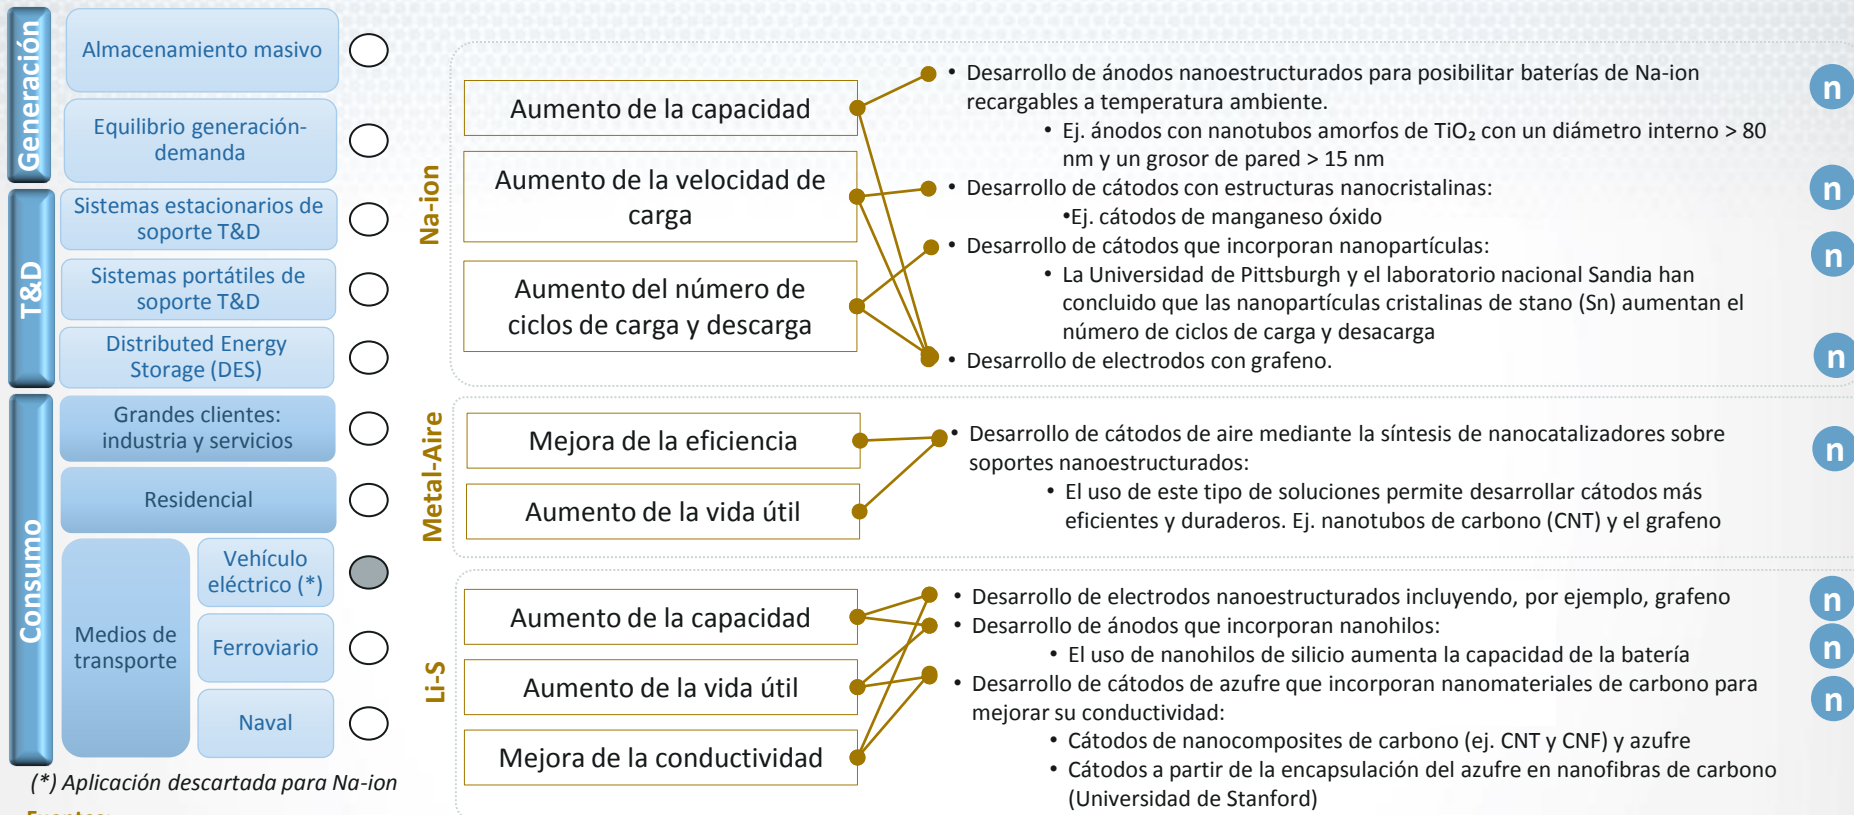 Generación
Almacenamiento masivo
Equilibrio generación-
demanda
T&D
Sistemas estacionarios de
soporte T&D
Sistemas portátiles de
soporte T&D
Distributed Energy
Storage (DES)
Consumo
Grandes clientes:
industria y servicios
Residencial
Medios de
transporte
Vehículo
eléctrico (*)
Ferroviario
Naval
(*) Aplicación descartada para Na-ion
Na-ion
Aumento de la capacidad
Aumento de la velocidad de
carga
Aumento del número de
ciclos de carga y descarga
• Desarrollo de ánodos nanoestructurados para posibilitar baterías de Na-ion
recargables a temperatura ambiente.
n
• Ej. ánodos con nanotubos amorfos de TiO₂ con un diámetro interno > 80
nm y un grosor de pared > 15 nm
• Desarrollo de cátodos con estructuras nanocristalinas:
n
•Ej. cátodos de manganeso óxido
• Desarrollo de cátodos que incorporan nanopartículas:
n
• La Universidad de Pittsburgh y el laboratorio nacional Sandia han
concluido que las nanopartículas cristalinas de stano (Sn) aumentan el
número de ciclos de carga y desacarga
• Desarrollo de electrodos con grafeno.
n
Metal-Aire
Mejora de la eficiencia
Aumento de la vida útil
• Desarrollo de cátodos de aire mediante la síntesis de nanocatalizadores sobre
soportes nanoestructurados:
n
• El uso de este tipo de soluciones permite desarrollar cátodos más
eficientes y duraderos. Ej. nanotubos de carbono (CNT) y el grafeno
Li-S
Aumento de la capacidad
Aumento de la vida útil
Mejora de la conductividad
• Desarrollo de electrodos nanoestructurados incluyendo, por ejemplo, grafeno
n
• Desarrollo de ánodos que incorporan nanohilos:
n
• El uso de nanohilos de silicio aumenta la capacidad de la batería
• Desarrollo de cátodos de azufre que incorporan nanomateriales de carbono para
mejorar su conductividad:
n
• Cátodos de nanocomposites de carbono (ej. CNT y CNF) y azufre
• Cátodos a partir de la encapsulación del azufre en nanofibras de carbono
(Universidad de Stanford)